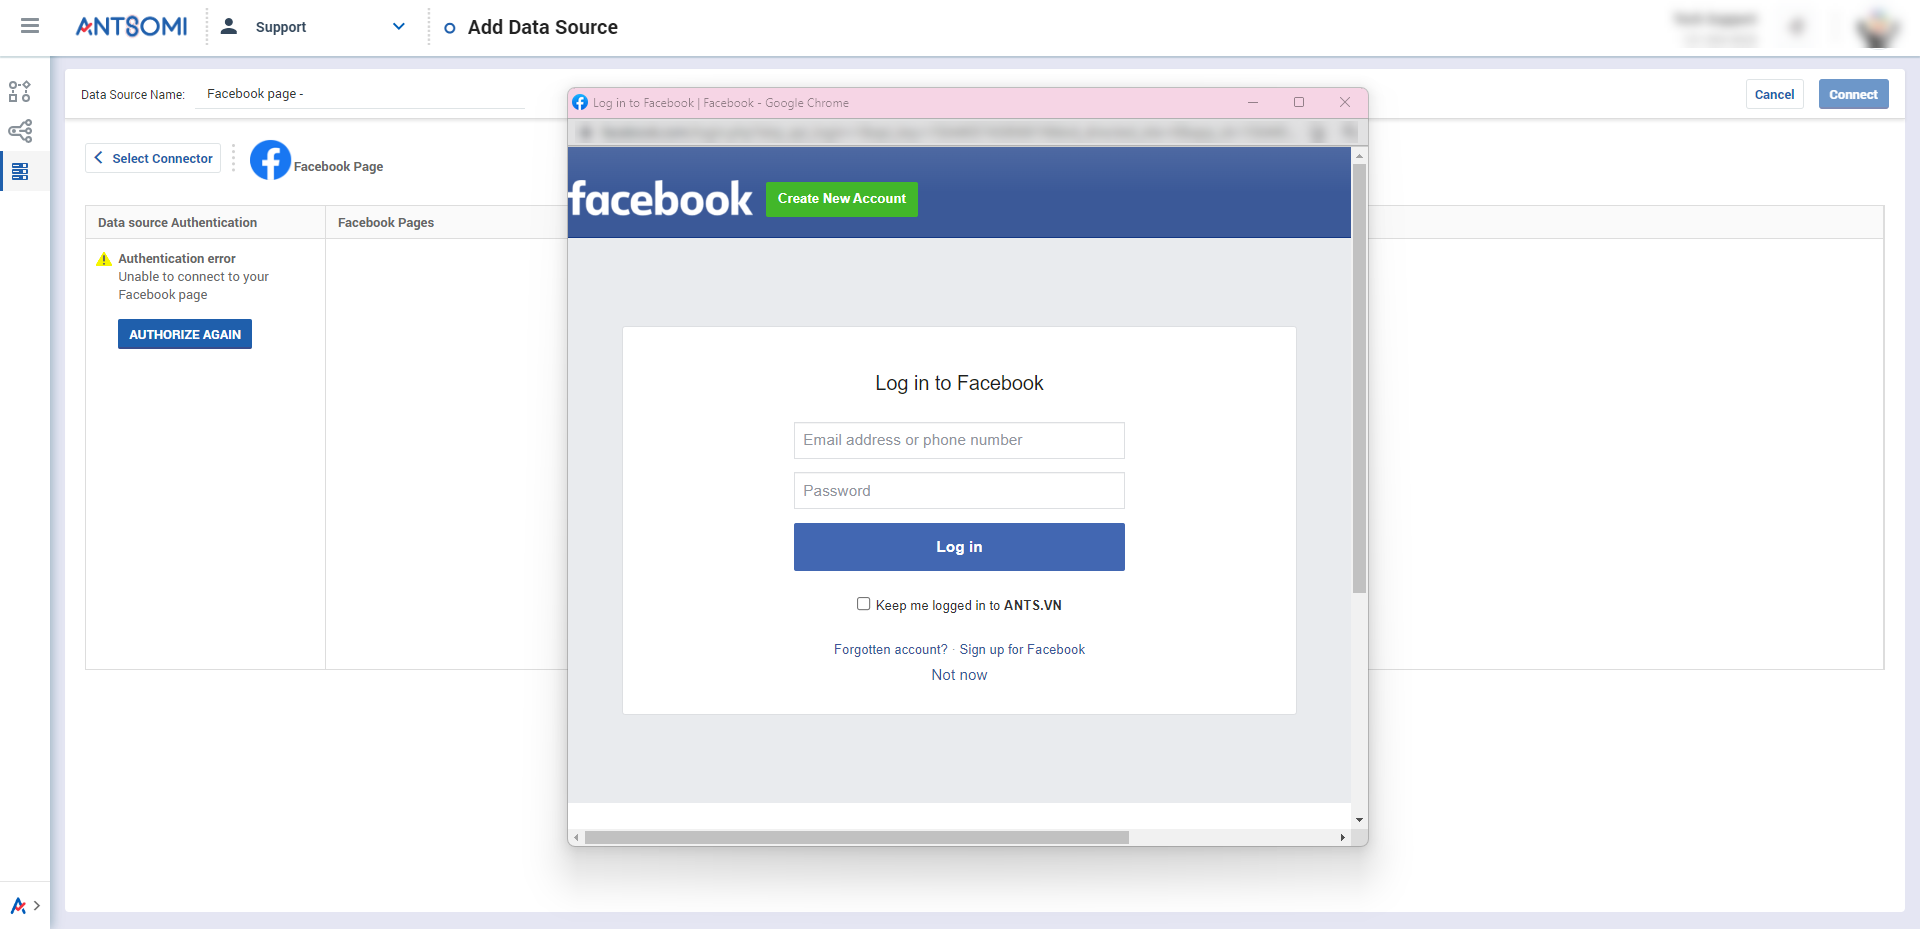 ANTSOMI
Support
Add Data Source
Data Source Name:
Facebook page -
Cancel
Connect
Select Connector
Facebook Page
Data source Authentication
Facebook Pages
Authentication error
Unable to connect to your
Facebook page
AUTHORIZE AGAIN
Log in to Facebook | Facebook - Google Chrome
facebook
Create New Account
Log in to Facebook
Email address or phone number
Password
Log in
Keep me logged in to ANTS.VN
Forgotten account? · Sign up for Facebook
Not now